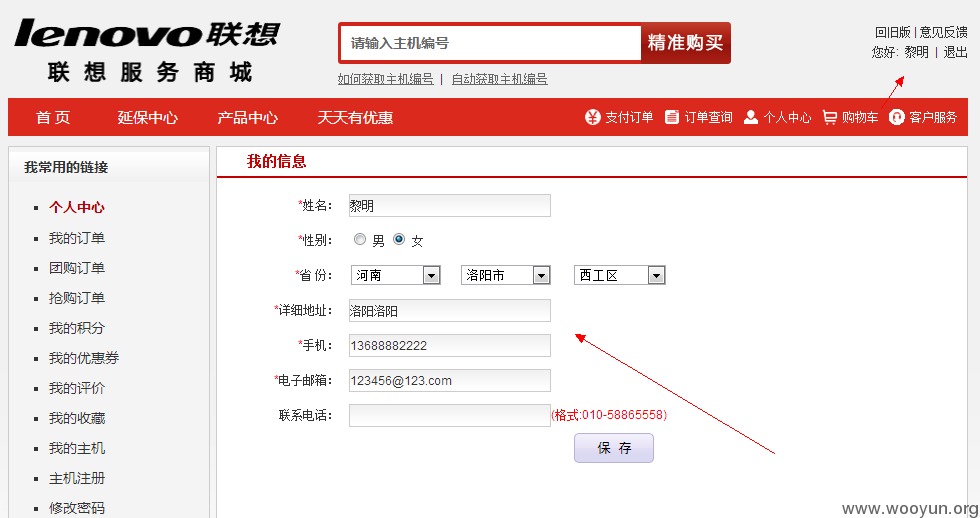 lenovo联想
联想服务商城
请输入主机编号 精准购买
如何获取主机编号 | 自动获取主机编号
回旧版 | 意见反馈
您好: 黎明 | 退出
首 页 延保中心 产品中心 天天有优惠 支付订单 订单查询 个人中心 购物车 客户服务
我常用的链接
个人中心
我的订单
团购订单
抢购订单
我的积分
我的优惠券
我的评价
我的收藏
我的主机
主机注册
修改密码
我的信息
*姓名: 黎明
*性别: 男 女
*省份: 河南 洛阳市 西工区
*详细地址: 洛阳洛阳
*手机: 13688882222
*电子邮箱: 123456@123.com
联系电话: (格式:010-58865558)
保 存
www.wooyun.org